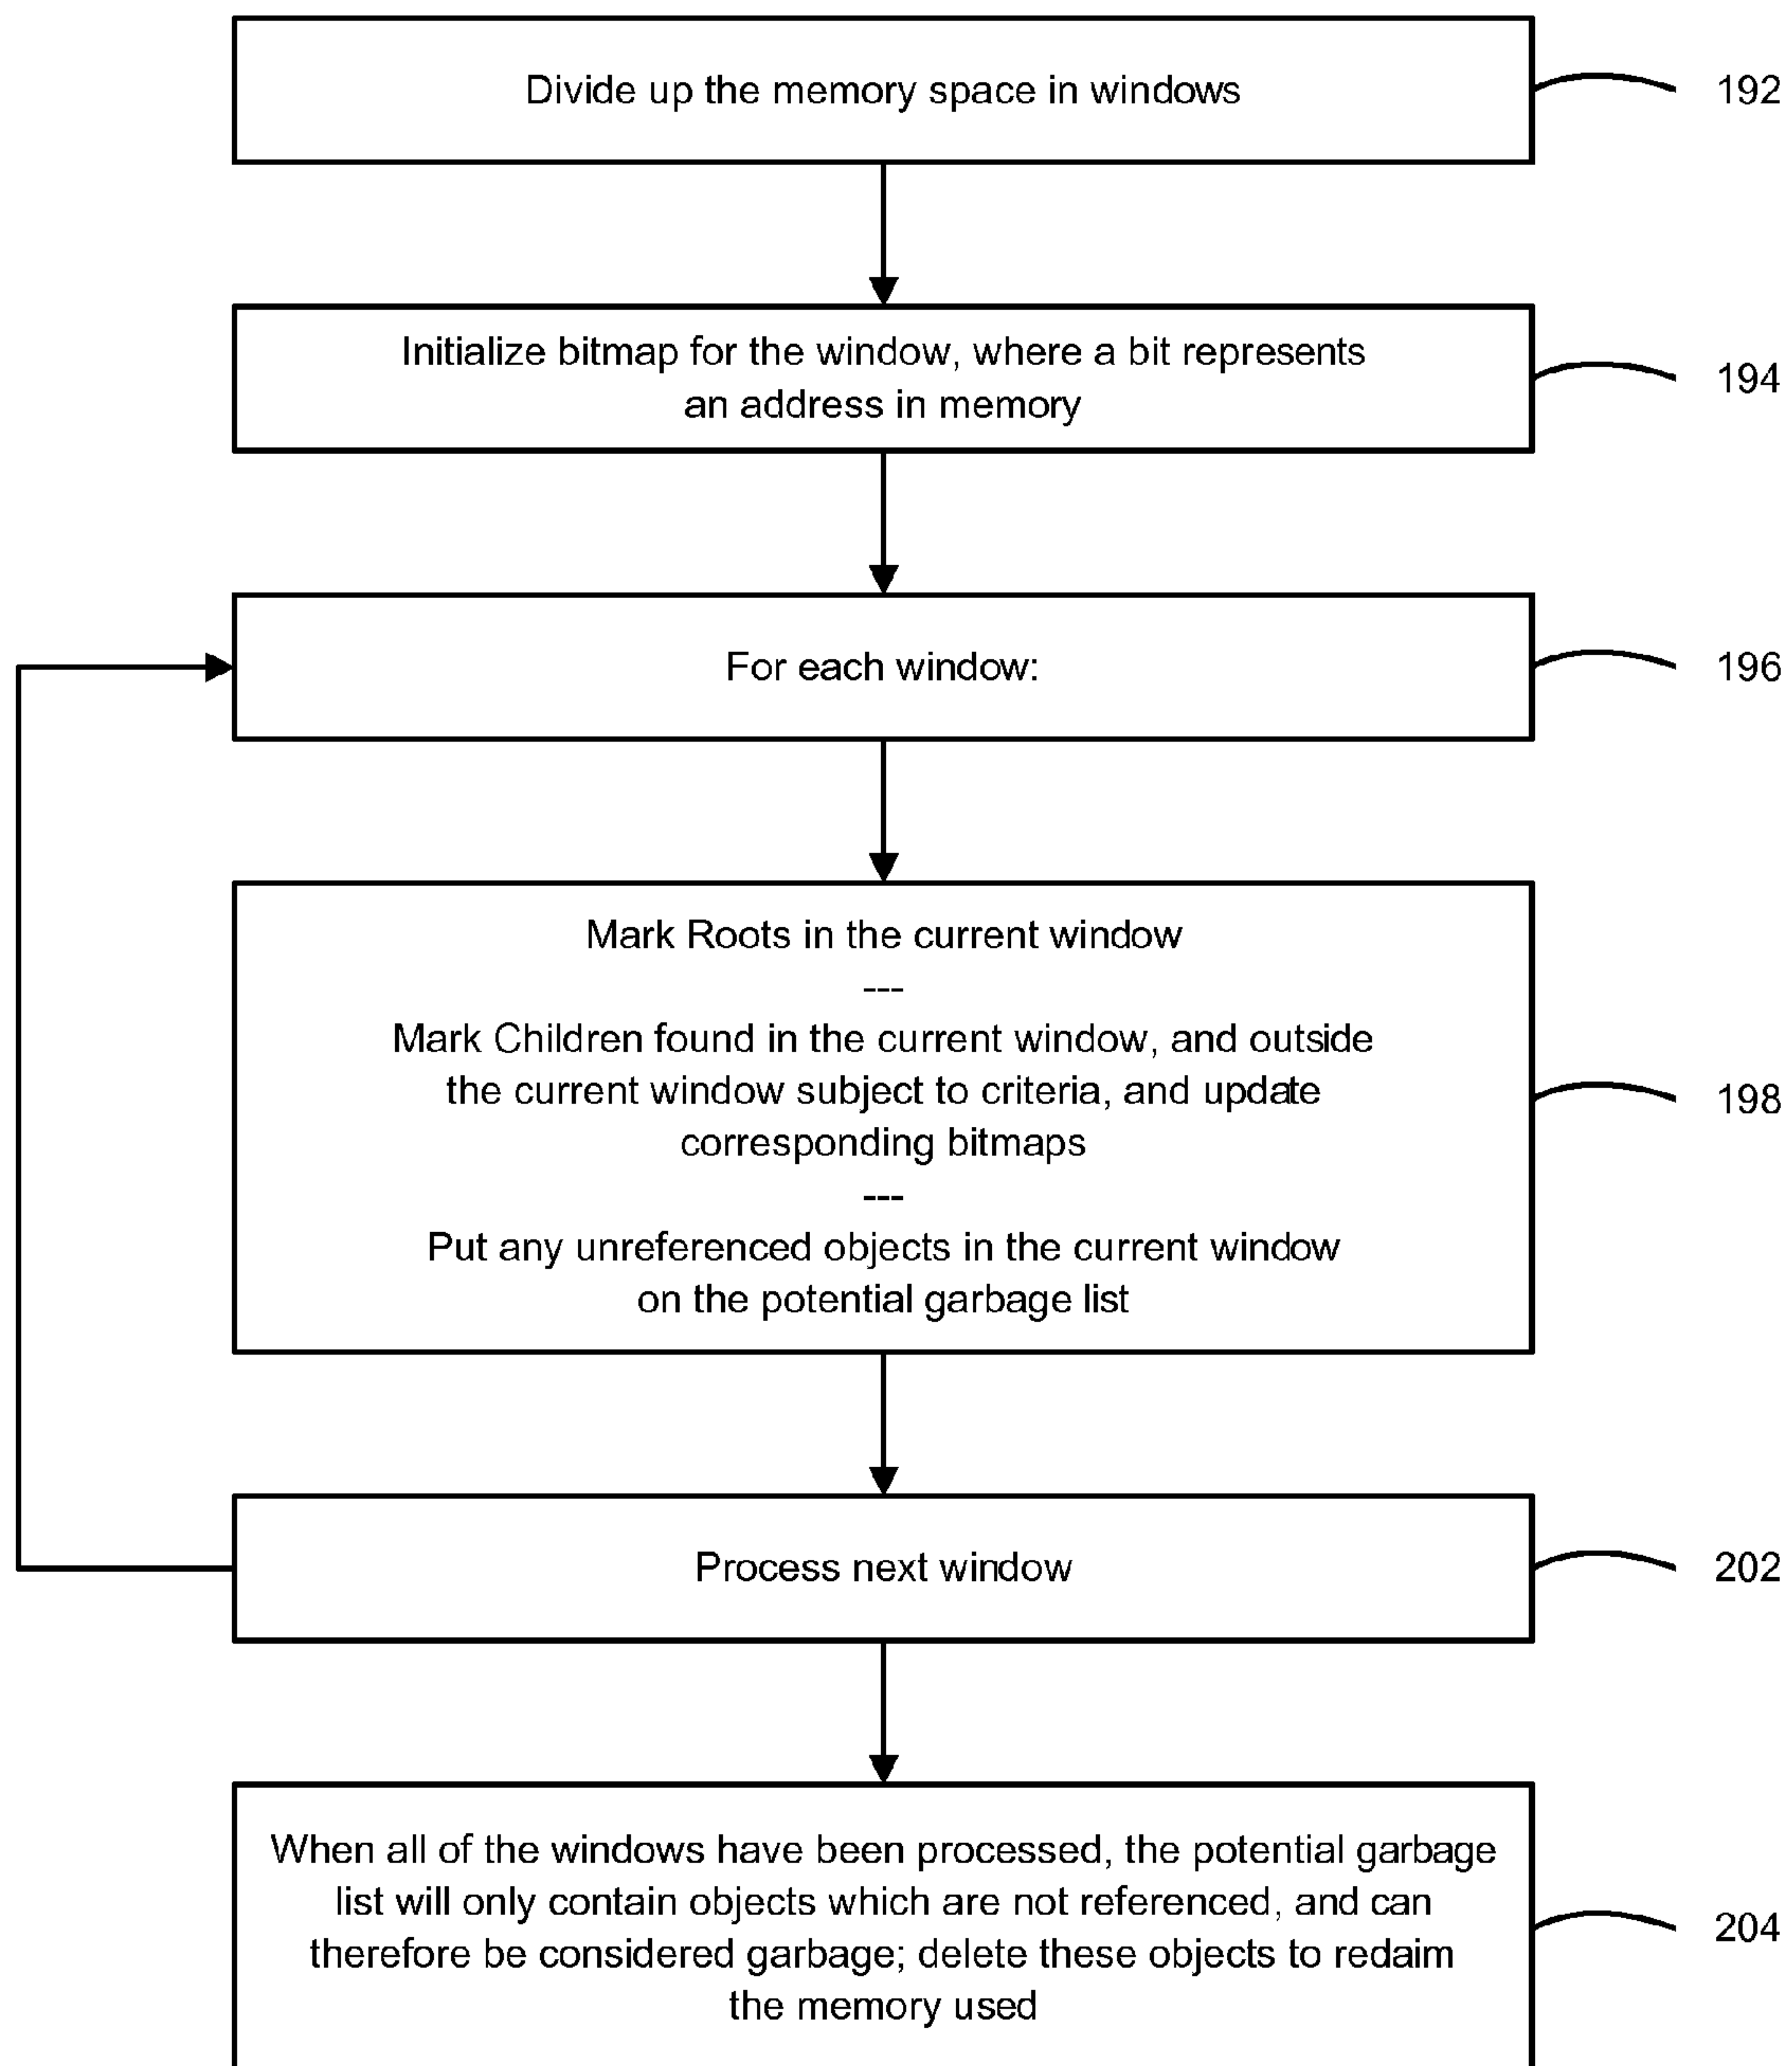 Divide up the memory space in windows
192
Initialize bitmap for the window, where a bit represents
an address in memory
194
For each window:
196
Mark Roots in the current window
---
Mark Children found in the current window, and outside
the current window subject to criteria, and update
corresponding bitmaps
---
Put any unreferenced objects in the current window
on the potential garbage list
198
Process next window
202
When all of the windows have been processed, the potential garbage
list will only contain objects which are not referenced, and can
therefore be considered garbage; delete these objects to redaim
the memory used
204